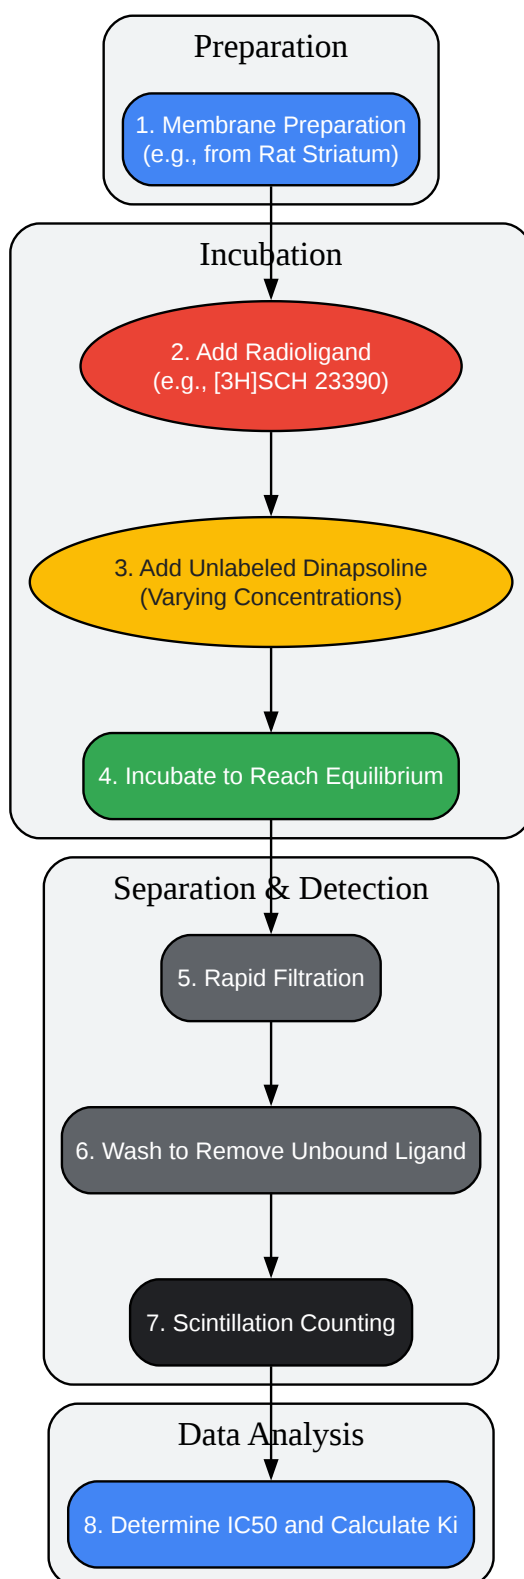 Preparation
1. Membrane Preparation
(e.g., from Rat Striatum)
Incubation
2. Add Radioligand
(e.g., [3H]SCH 23390)
3. Add Unlabeled Dinapsoline
(Varying Concentrations)
4. Incubate to Reach Equilibrium
Separation & Detection
5. Rapid Filtration
6. Wash to Remove Unbound Ligand
7. Scintillation Counting
Data Analysis
8. Determine IC50 and Calculate Ki